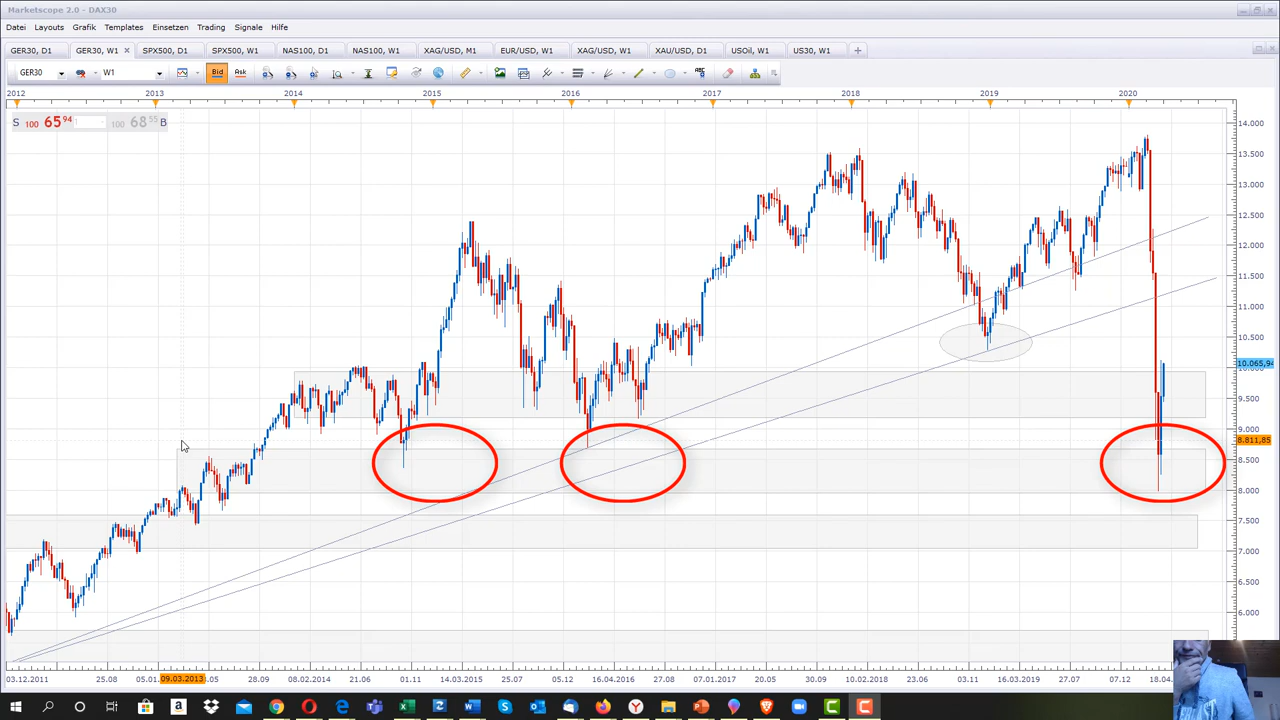 Marketscope 2.0 - DAX30
Datei Layouts Grafik Templates Einsetzen Trading Signale Hilfe
GER30, D1 GER30, W1 × SPX500, D1 SPX500, W1 NAS100, D1 NAS100, W1 XAG/USD, M1 EUR/USD, W1 XAG/USD, W1 XAU/USD, D1 USOil, W1 US30, W1 +
GER30 W1 Bid Ask ABC
2012 2013 2014 2015 2016 2017 2018 2019 2020
S 100 65 94 1 100 68 55 B
14.000
13.500
13.000
12.500
12.000
11.500
11.000
10.500
10.065,94
9.500
9.000
8.811,85
8.500
8.000
7.500
7.000
6.500
6.000
03.12.2011 25.08 05.0 09.03.2013 .05 28.09 08.02.2014 21.06 01.11 14.03.2015 25.07 05.12 16.04.2016 27.08 07.01.2017 20.05 30.09 10.02.2018 23.06 03.11 16.03.2019 27.07 07.12 18.04